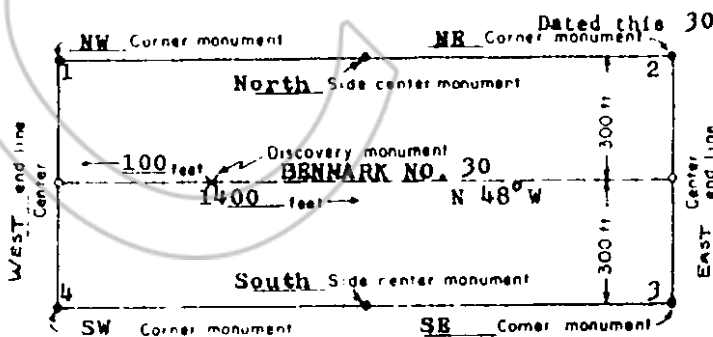 Dated this 30
NW Corner monument
NE Corner monument
1
2
North Side center monument
300 ft
WEST end line
Center
100 feet
Discovery monument
DENMARK NO. 30
1400 feet
N 48° W
Center
EAST end line
300 ft
South Side center monument
4
3
SW Corner monument
SE Corner monument